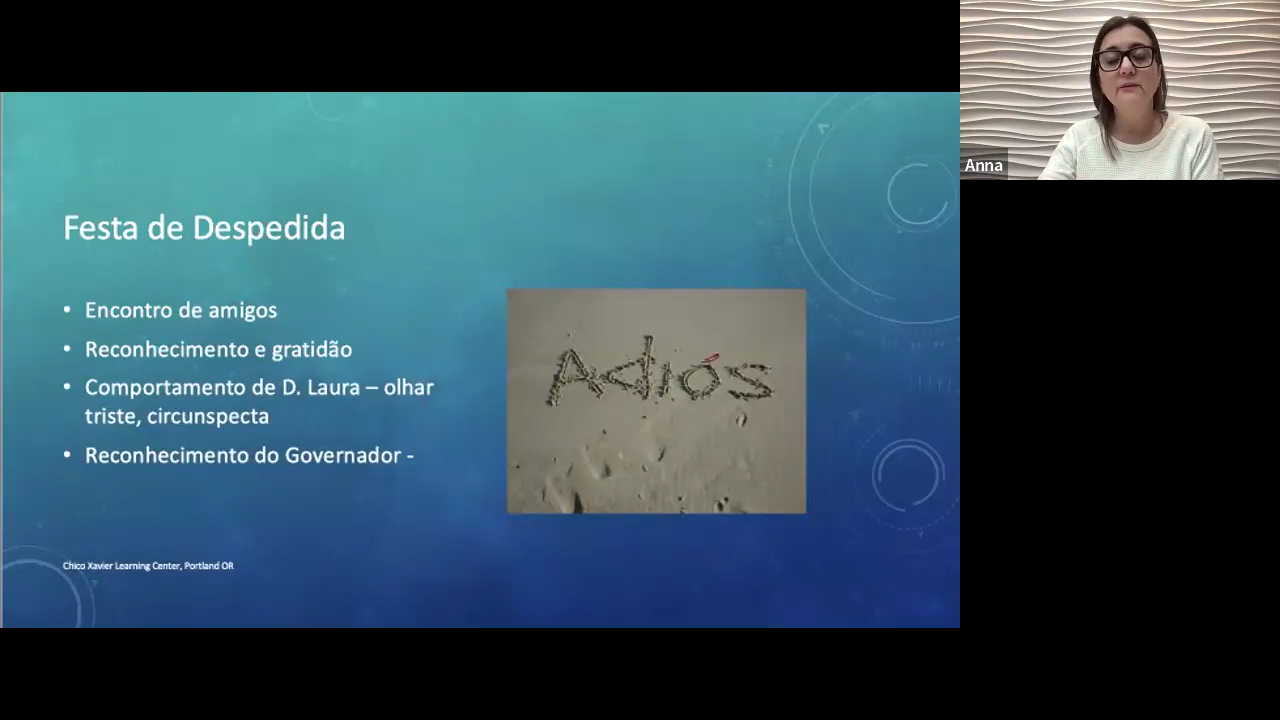 Festa de Despedida
• Encontro de amigos
• Reconhecimento e gratidão
• Comportamento de D. Laura – olhar
triste, circunspecta
• Reconhecimento do Governador -
Adiós
Chico Xavier Learning Center, Portland OR
Anna